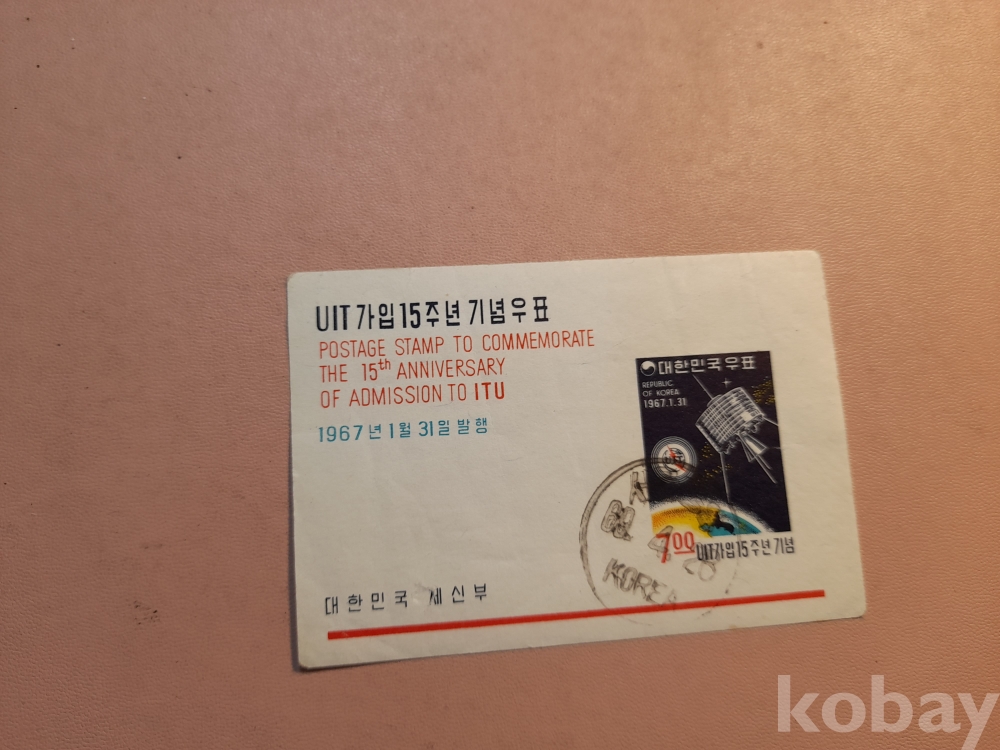 UIT 가입 15주년 기념우표
POSTAGE STAMP TO COMMEMORATE
THE 15th ANNIVERSARY
OF ADMISSION TO ITU
1967년 1월 31일 발행
대한민국우표
REPUBLIC
OF KOREA
1967.1.31
7.00
UIT가입15주년기념
KOREA
대한민국 체신부
kobay